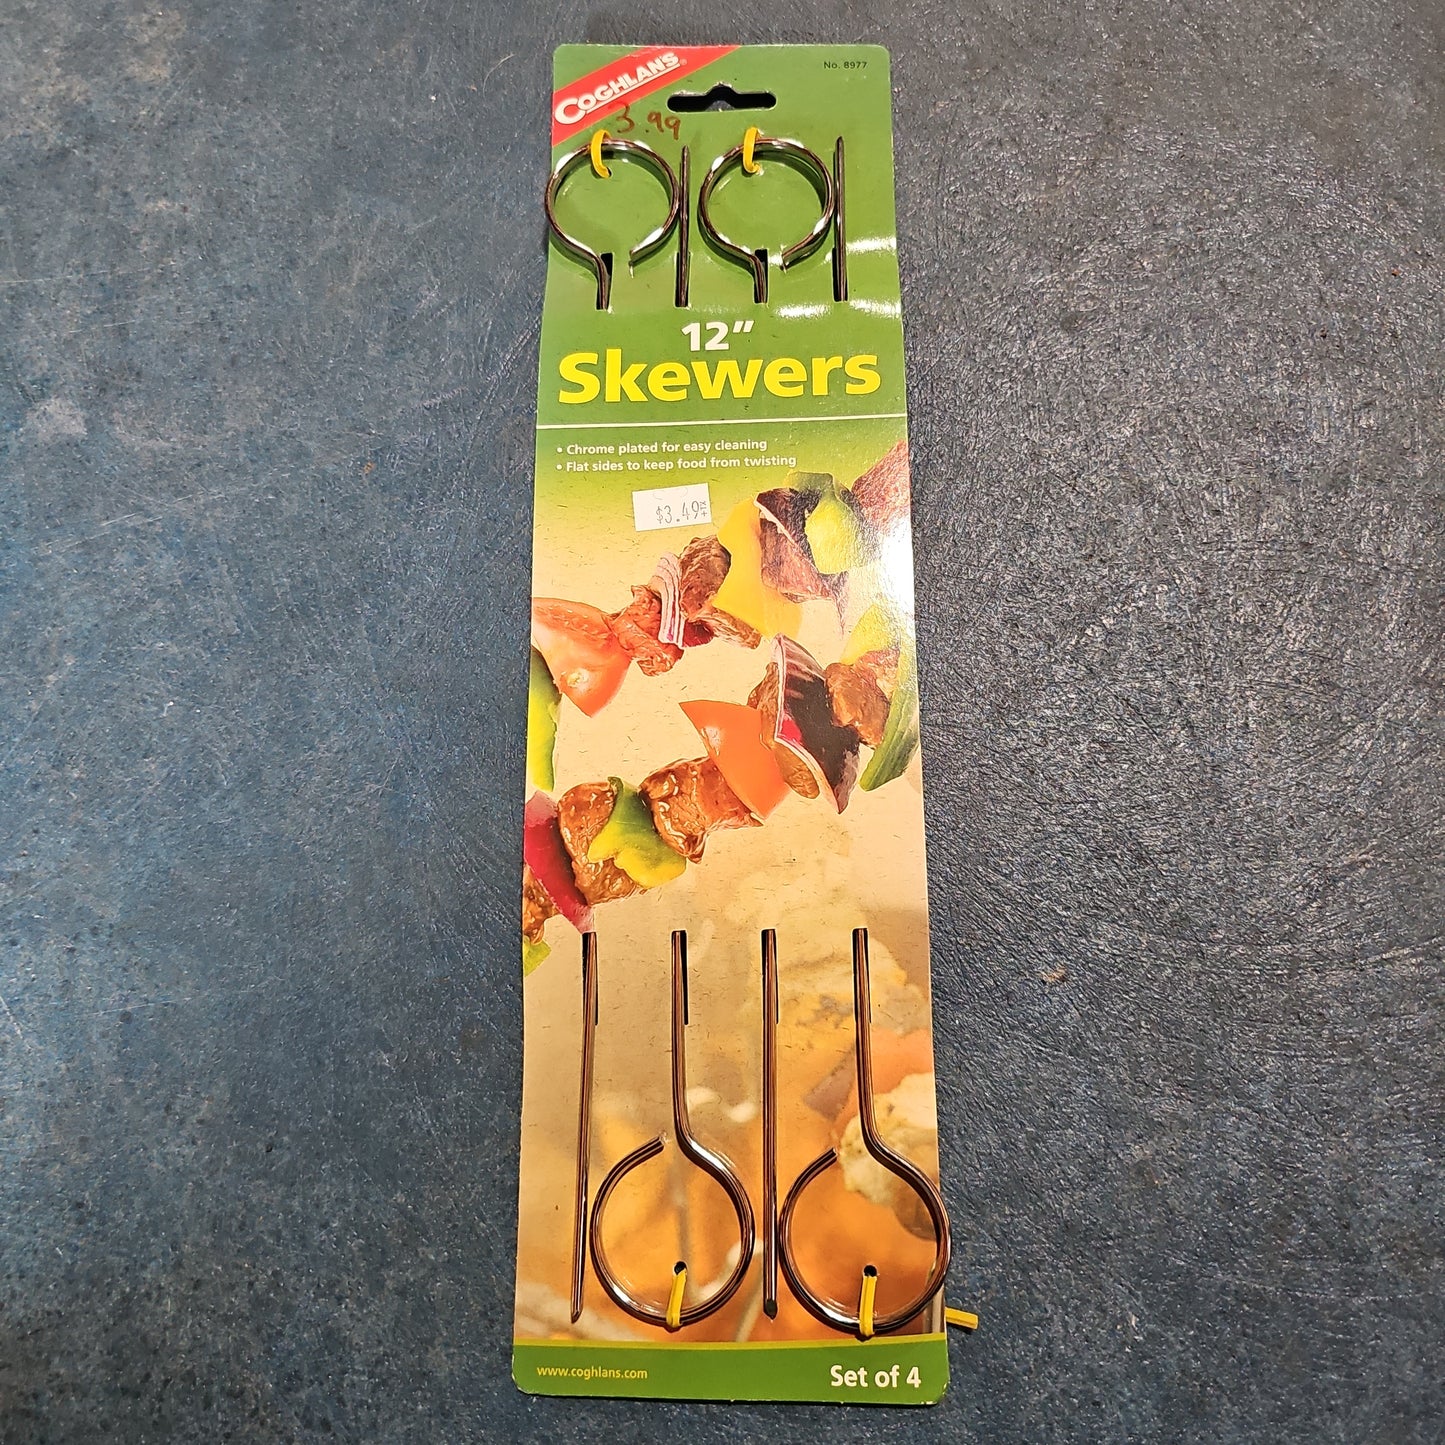 COGHLAN'S®
No. 8977
3.99
12"
Skewers
• Chrome plated for easy cleaning
• Flat sides to keep food from twisting
$3.49
www.coghlans.com
Set of 4